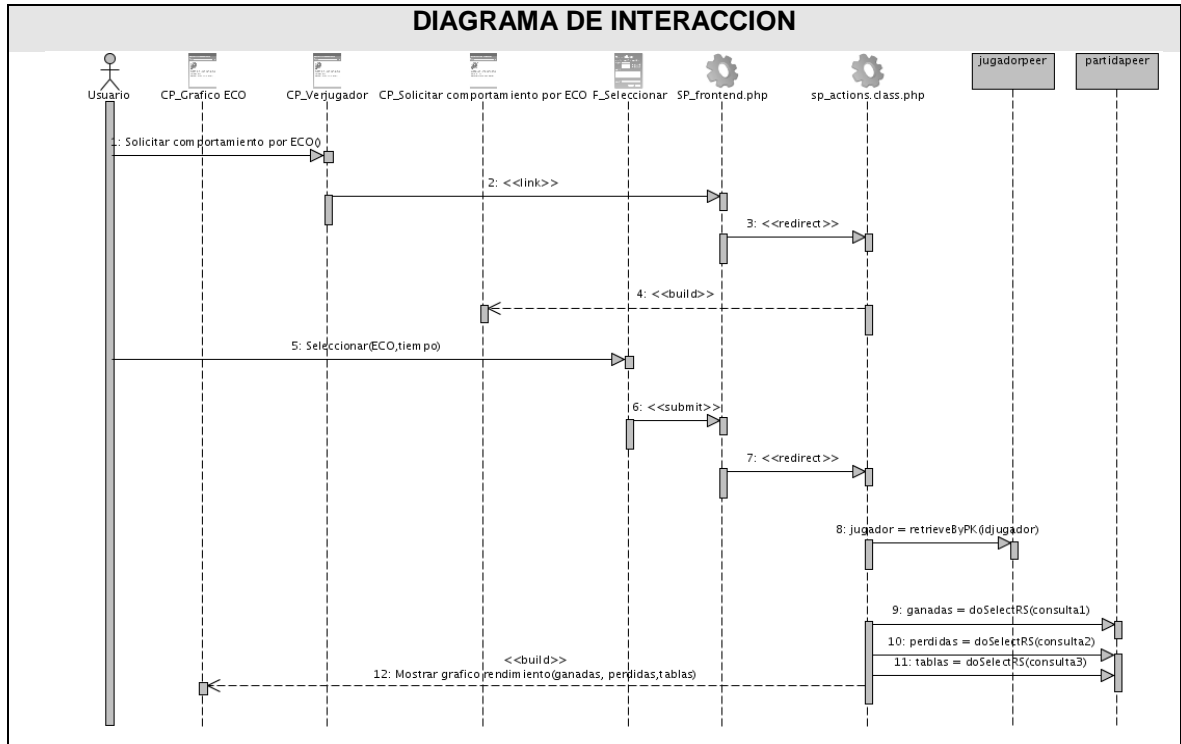 DIAGRAMA DE INTERACCION
jugadorpeer
partidapeer
Usuario
CP_Grafico ECO
CP_Verjugador
CP_Solicitar comportamiento por ECO
F_Seleccionar
SP_frontend.php
sp_actions.class.php
1: Solicitar comportamiento por ECO()
2: <<link>>
3: <<redirect>>
4: <<build>>
5: Seleccionar(ECO,tiempo)
6: <<submit>>
7: <<redirect>>
8: jugador = retrieveByPK(idjugador)
9: ganadas = doSelectRS(consulta1)
10: perdidas = doSelectRS(consulta2)
11: tablas = doSelectRS(consulta3)
<<build>>
12: Mostrar grafico rendimiento(ganadas, perdidas,tablas)